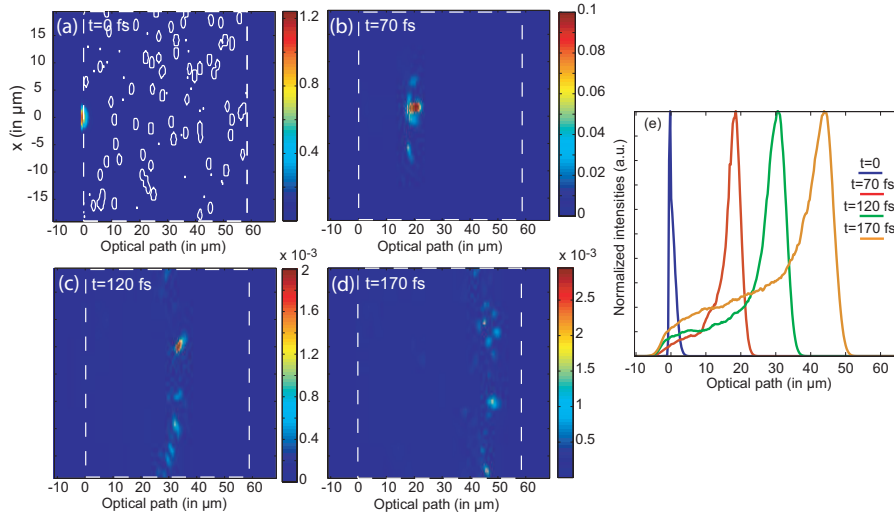 (a) t=0 fs
x (in µm)
15
10
5
0
-5
-10
-15
-10 0 10 20 30 40 50 60
Optical path (in µm)
1.2
1
0.8
0.6
0.4
0.2
(b) t=70 fs
-10 0 10 20 30 40 50 60
Optical path (in µm)
0.1
0.08
0.06
0.04
0.02
0
(c) t=120 fs
-10 0 10 20 30 40 50 60
Optical path (in µm)
x 10-3
2
1.6
1.2
0.8
0.4
0
(d) t=170 fs
-10 0 10 20 30 40 50 60
Optical path (in µm)
x 10-3
2.5
2
1.5
1
0.5
(e)
Normalized intensities (a.u.)
t=0
t=70 fs
t=120 fs
t=170 fs
-10 0 10 20 30 40 50 60
Optical path (in µm)